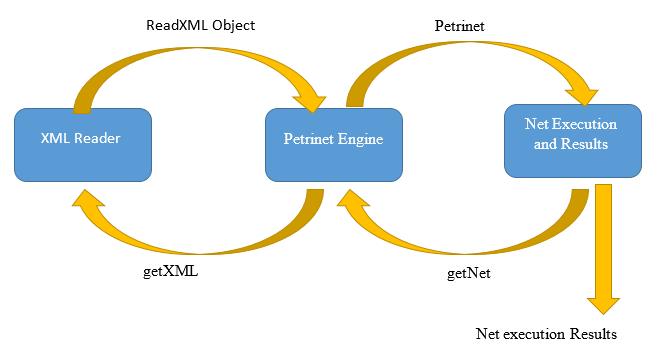 ReadXML Object
Petrinet
XML Reader
Petrinet Engine
Net Execution
and Results
getXML
getNet
Net execution Results